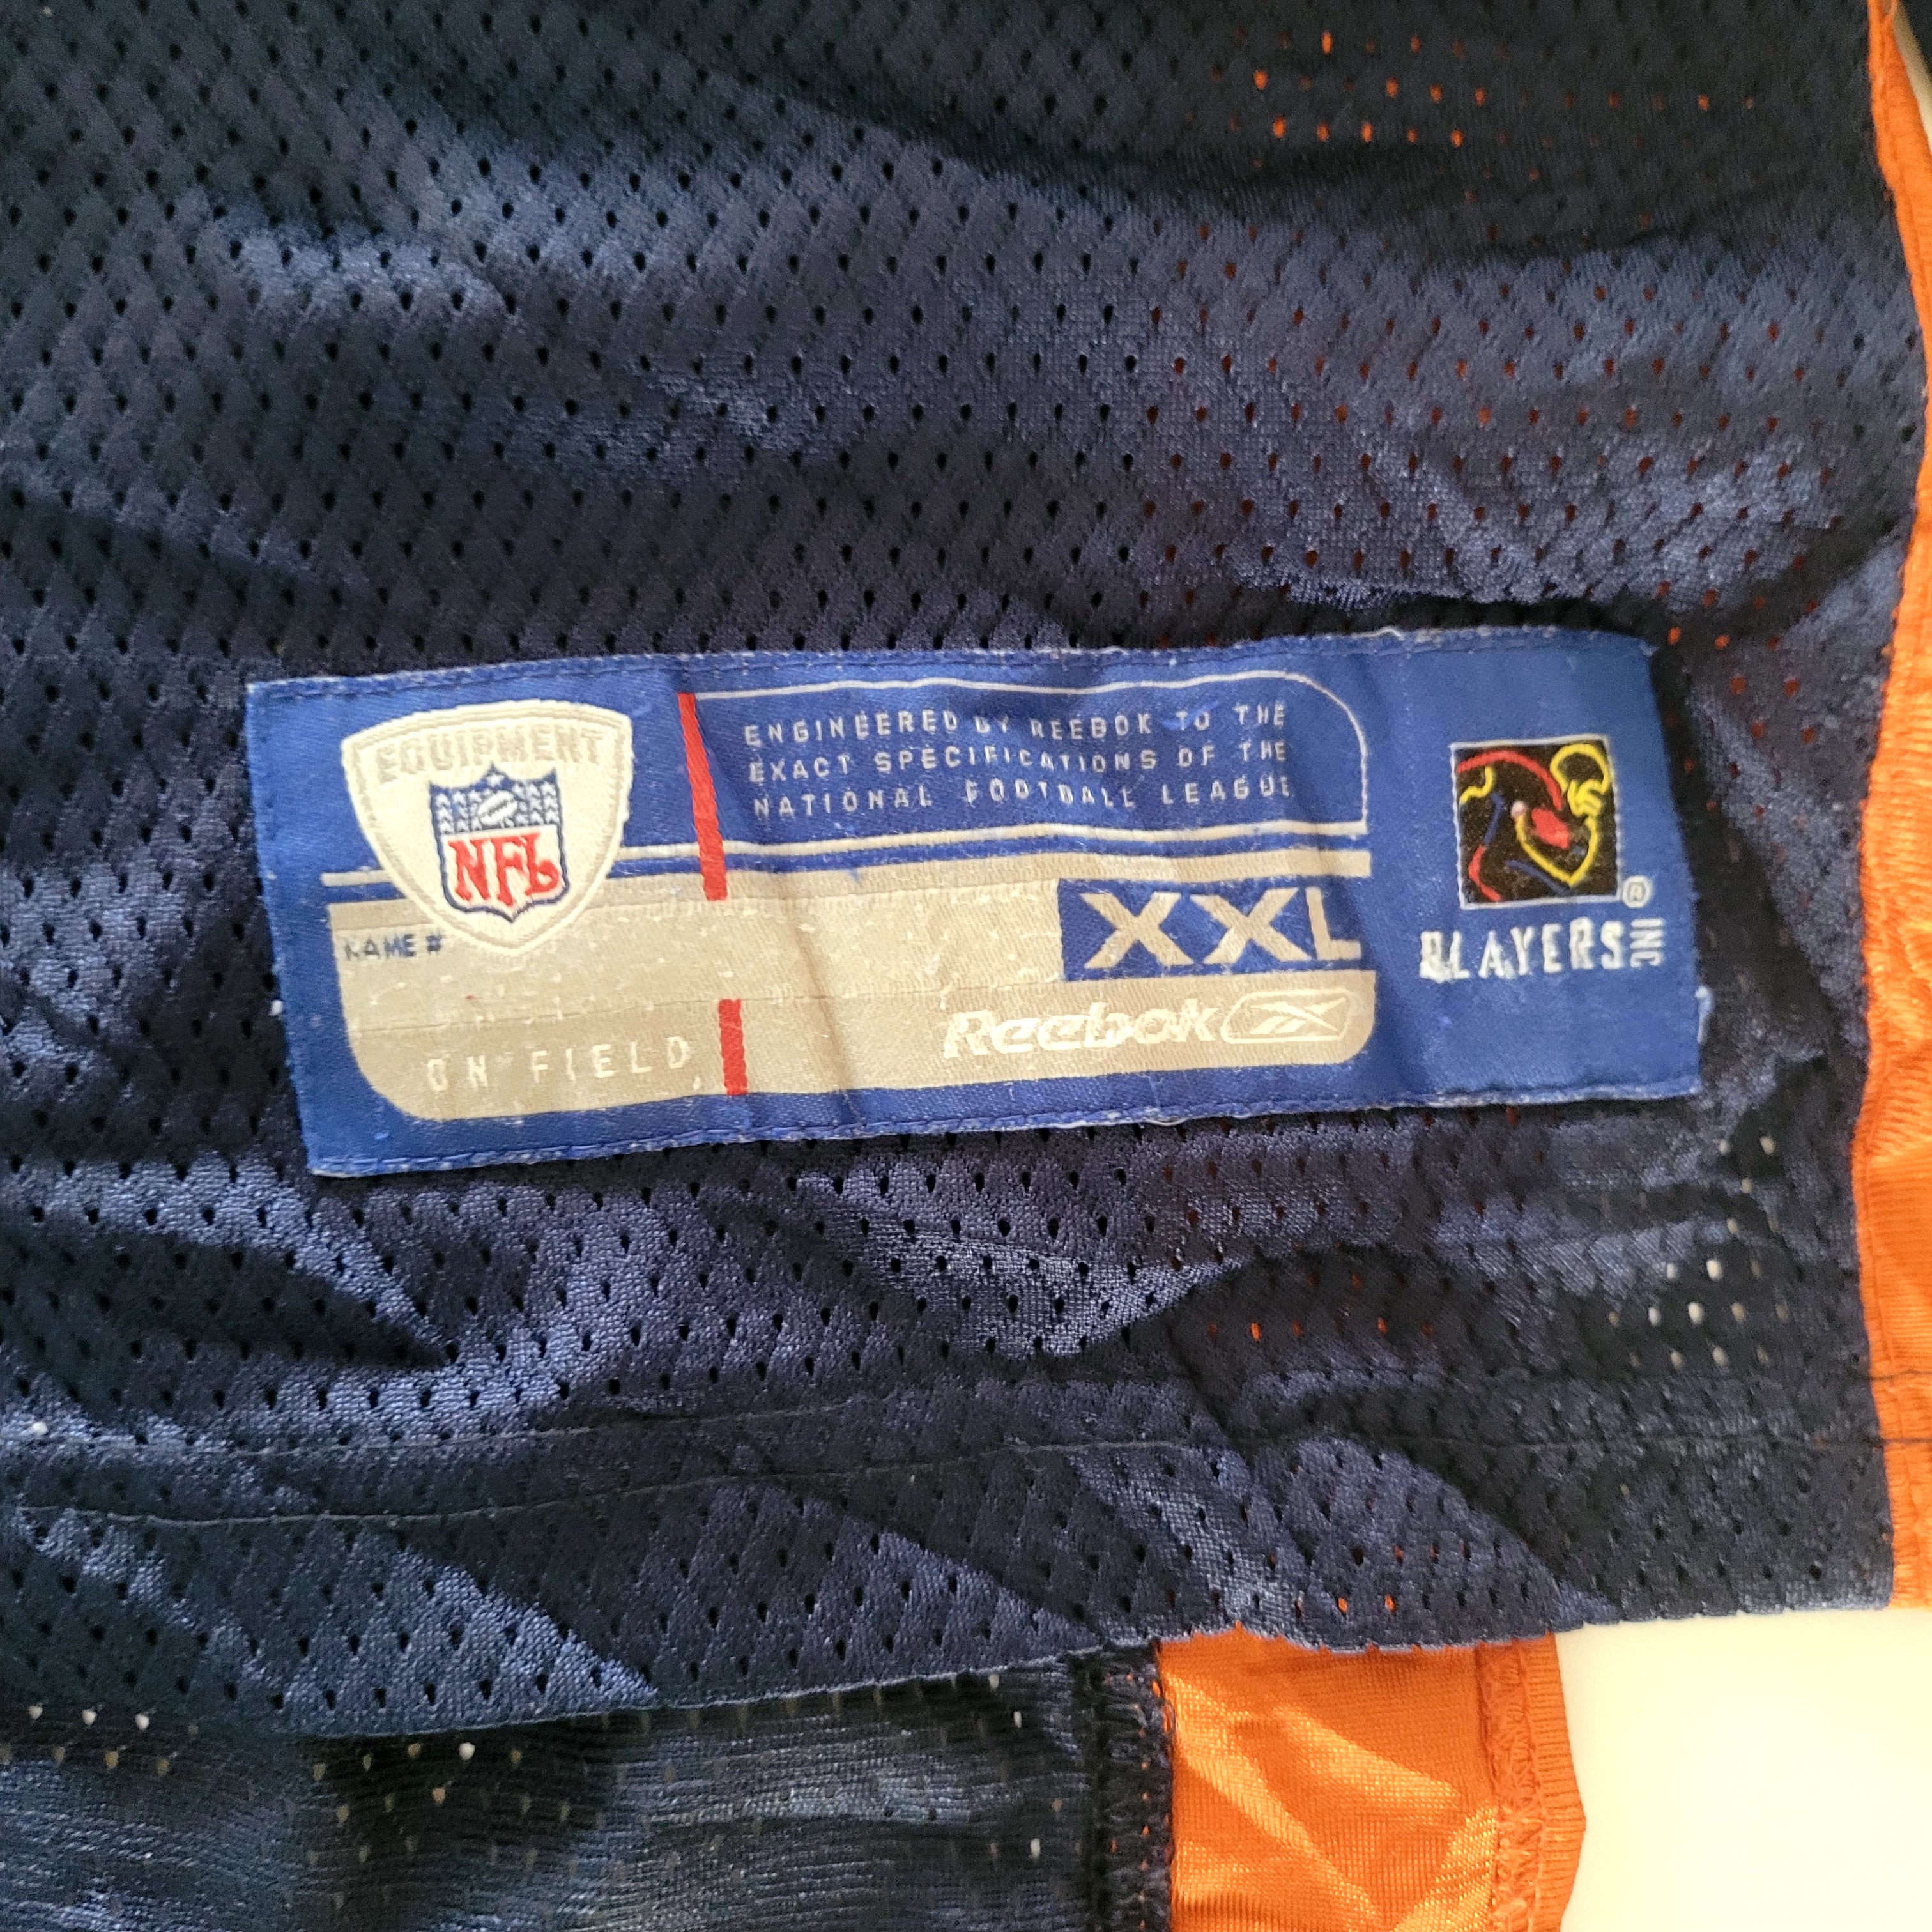 EQUIPMENT
NFL
ENGINEERED BY REEBOK TO THE
EXACT SPECIFICATIONS OF THE
NATIONAL FOOTBALL LEAGUE
NAME #
XXL
ON FIELD
Reebok
®
PLAYERS INC